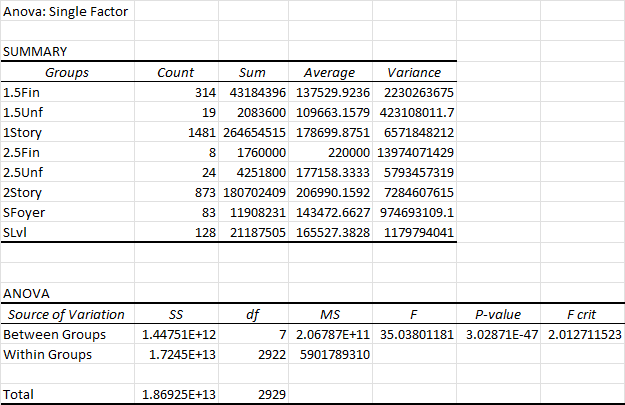 Anova: Single Factor
SUMMARY
Groups Count Sum Average Variance
1.5Fin 314 43184396 137529.9236 2230263675
1.5Unf 19 2083600 109663.1579 423108011.7
1Story 1481 264654515 178699.8751 6571848212
2.5Fin 8 1760000 220000 13974071429
2.5Unf 24 4251800 177158.3333 5793457319
2Story 873 180702409 206990.1592 7284607615
SFoyer 83 11908231 143472.6627 974693109.1
SLvl 128 21187505 165527.3828 1179794041
ANOVA
Source of Variation SS df MS F P-value F crit
Between Groups 1.44751E+12 7 2.06787E+11 35.03801181 3.02871E-47 2.012711523
Within Groups 1.7245E+13 2922 5901789310
Total 1.86925E+13 2929